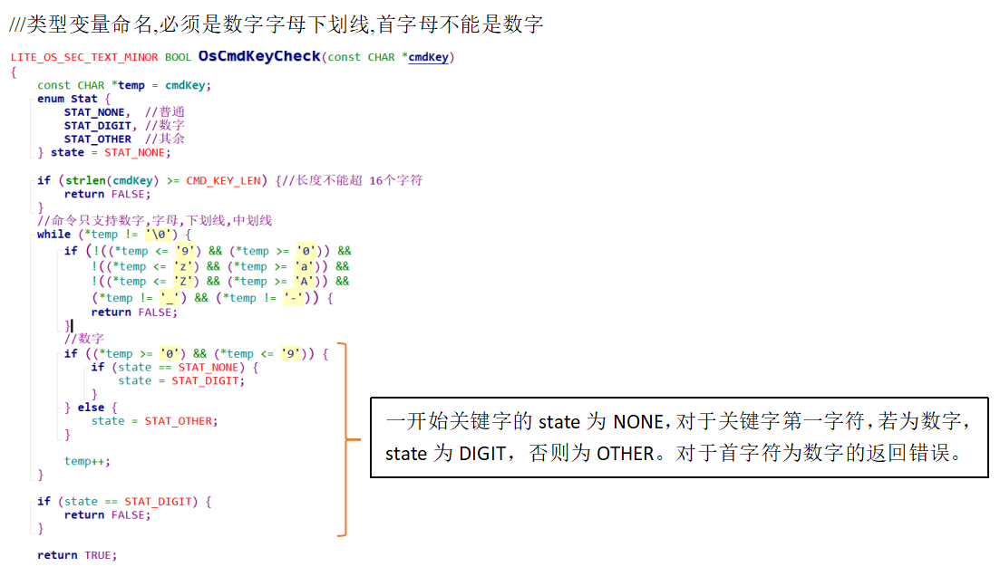 ///类型变量命名,必须是数字字母下划线,首字母不能是数字
LITE_OS_SEC_TEXT_MINOR BOOL OsCmdKeyCheck(const CHAR *cmdKey)
{
    const CHAR *temp = cmdKey;
    enum Stat {
        STAT_NONE,  //普通
        STAT_DIGIT, //数字
        STAT_OTHER  //其余
    } state = STAT_NONE;

    if (strlen(cmdKey) >= CMD_KEY_LEN) {//长度不能超 16个字符
        return FALSE;
    }
    //命令只支持数字,字母,下划线,中划线
    while (*temp != '\0') {
        if (!((*temp <= '9') && (*temp >= '0')) &&
            !((*temp <= 'z') && (*temp >= 'a')) &&
            !((*temp <= 'Z') && (*temp >= 'A')) &&
            (*temp != '_') && (*temp != '-')) {
            return FALSE;
        }
        //数字
        if ((*temp >= '0') && (*temp <= '9')) {
            if (state == STAT_NONE) {
                state = STAT_DIGIT;
            }
        } else {
            state = STAT_OTHER;
        }

        temp++;
    }

    if (state == STAT_DIGIT) {
        return FALSE;
    }

    return TRUE;
一开始关键字的 state 为 NONE，对于关键字第一字符，若为数字，
state 为 DIGIT，否则为 OTHER。对于首字符为数字的返回错误。